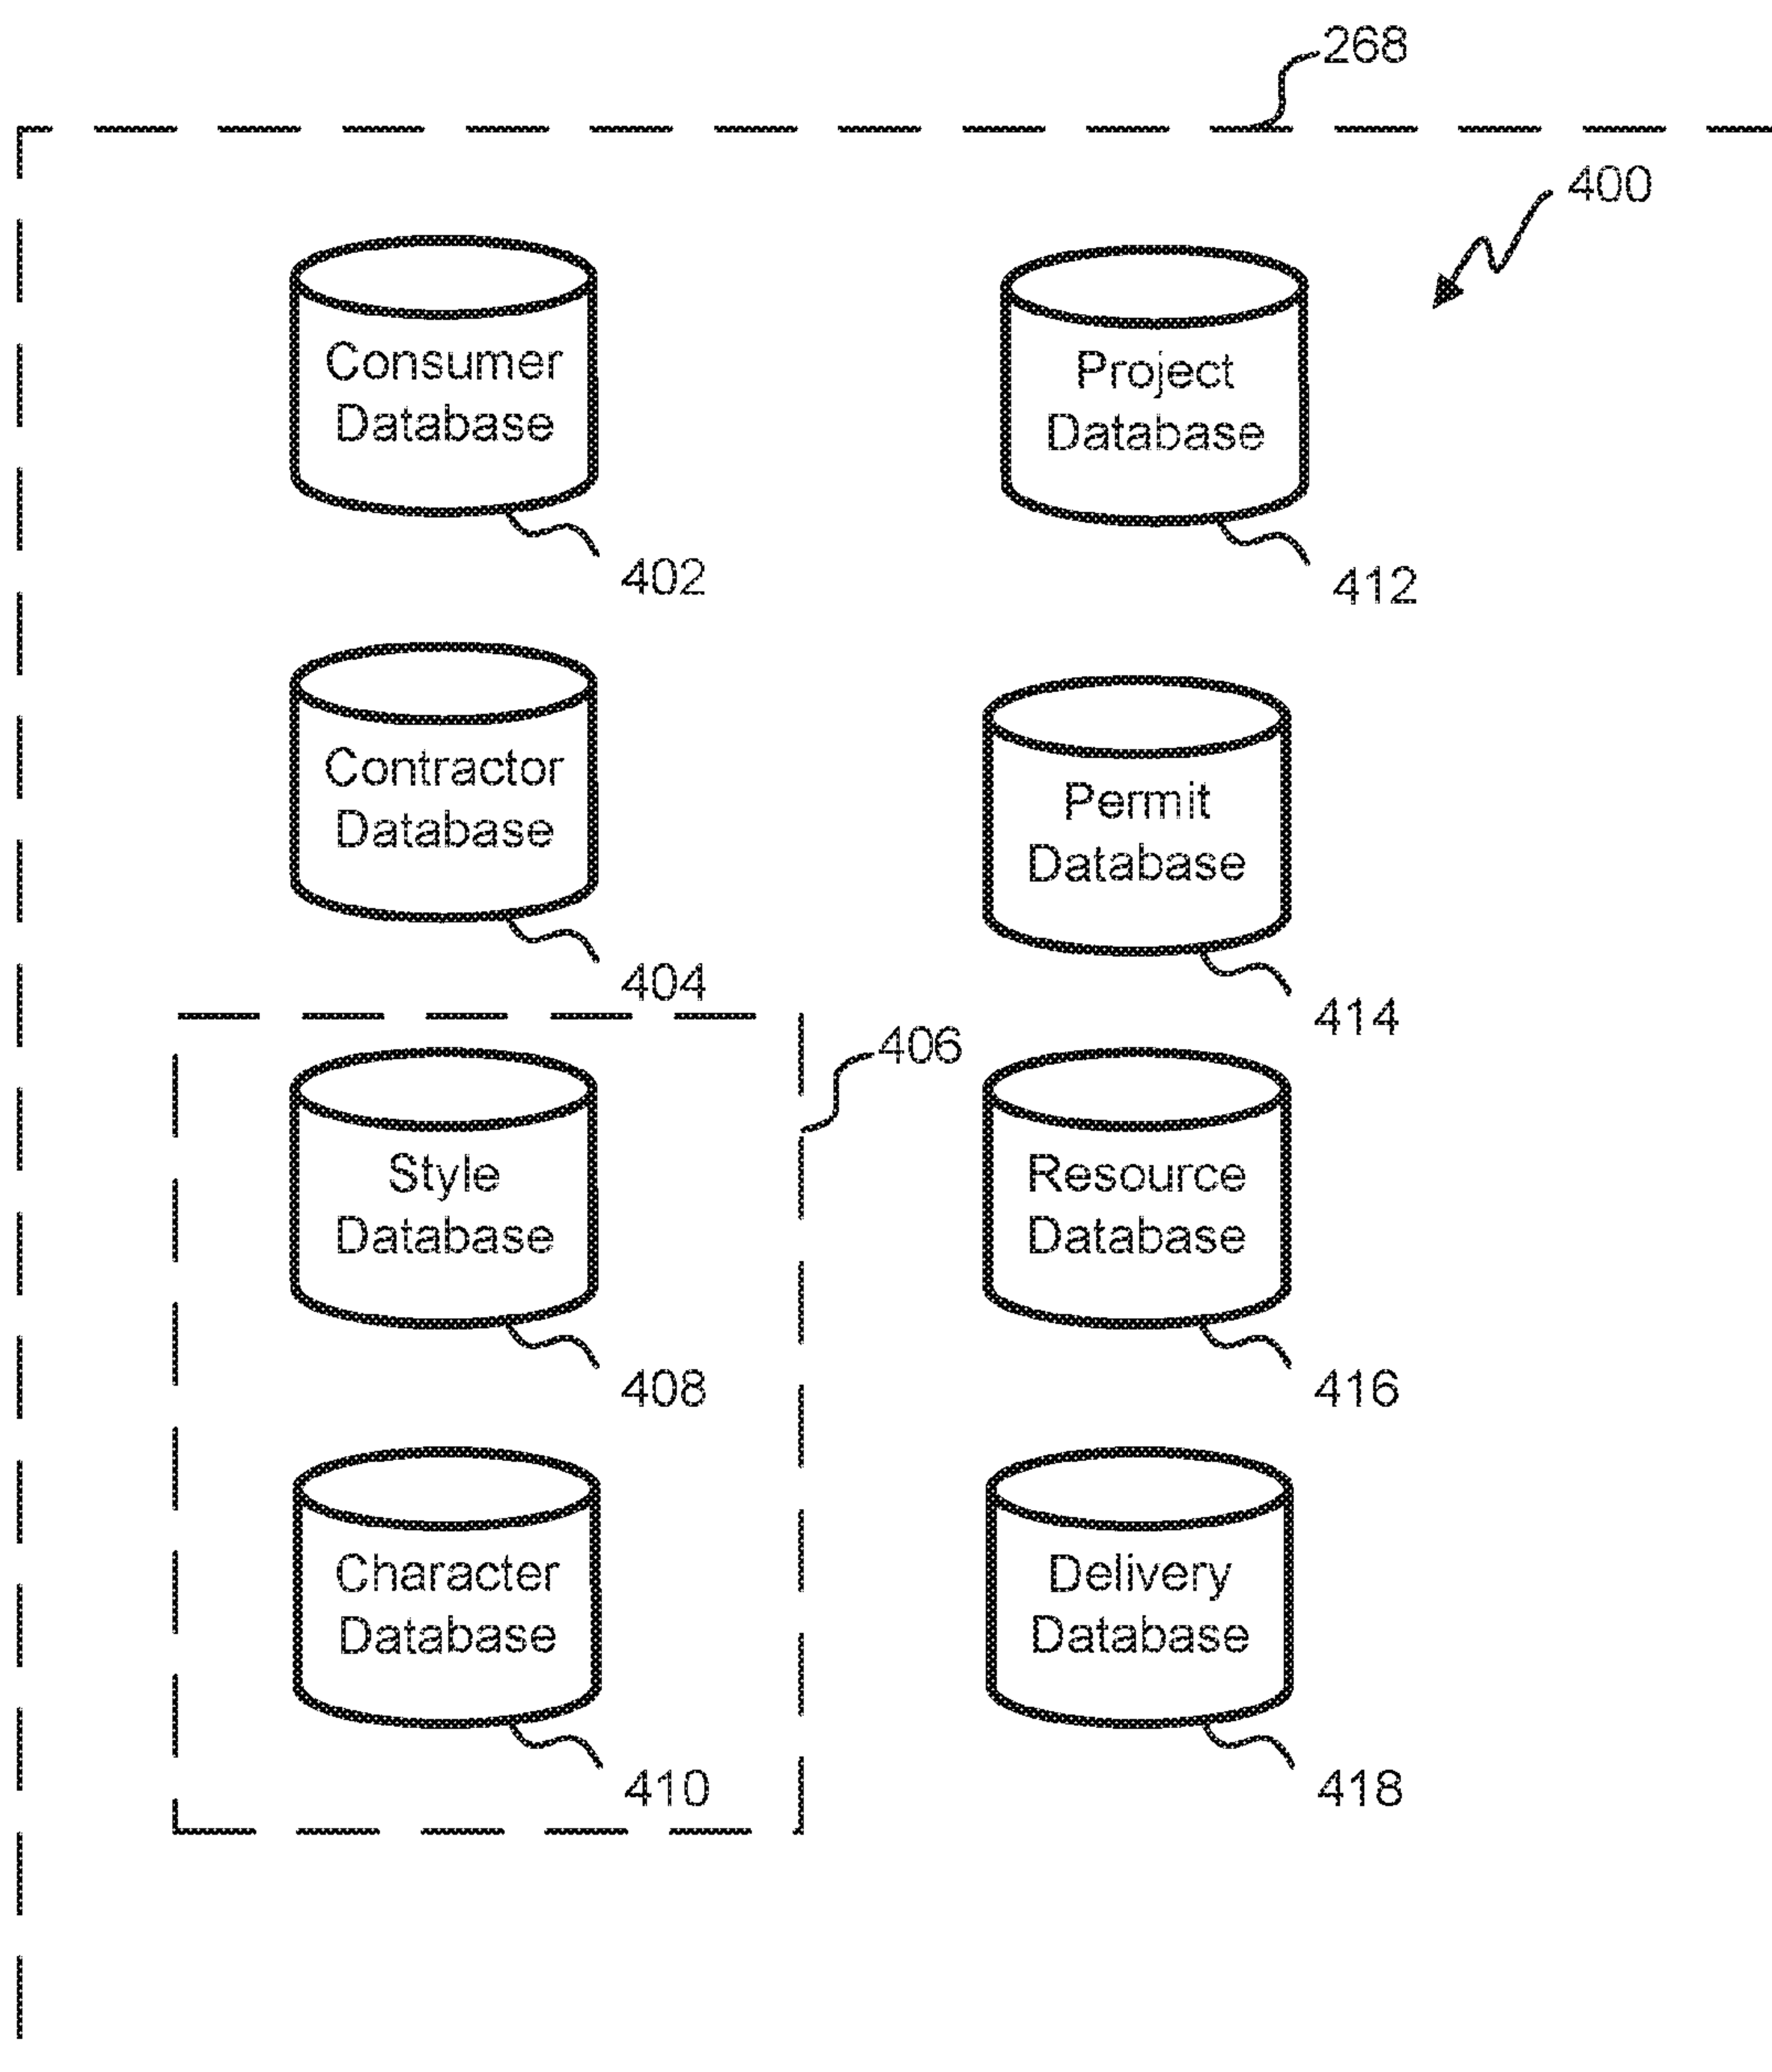 268
400
Consumer
Database
402
Project
Database
412
Contractor
Database
404
Permit
Database
414
406
Style
Database
408
Resource
Database
416
Character
Database
410
Delivery
Database
418